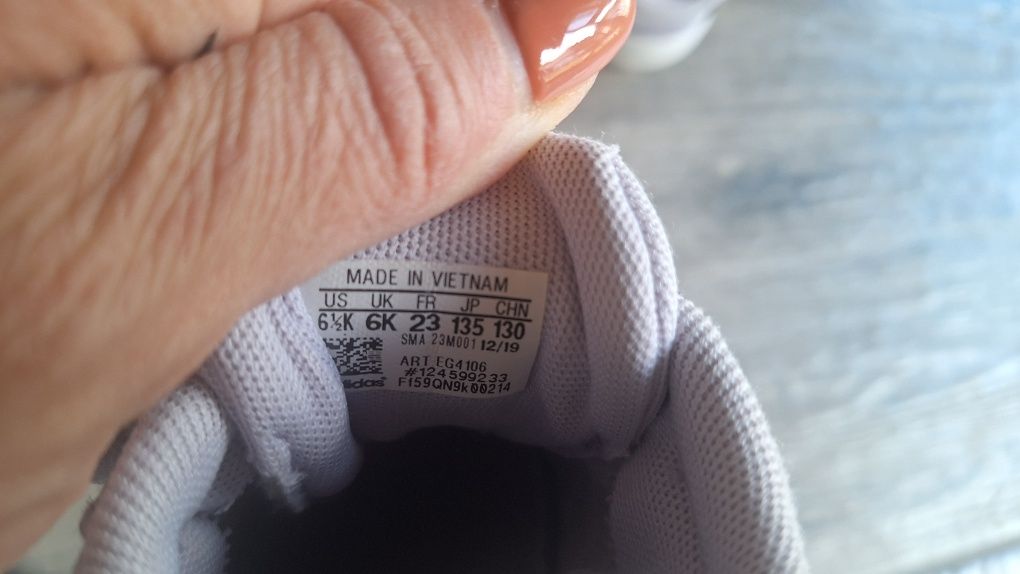 MADE IN VIETNAM
US UK FR JP CHN
6½K 6K 23 135 130
SMA 23M001 12/19
ART EG4106
#124599233
adidas F159QN9k00214